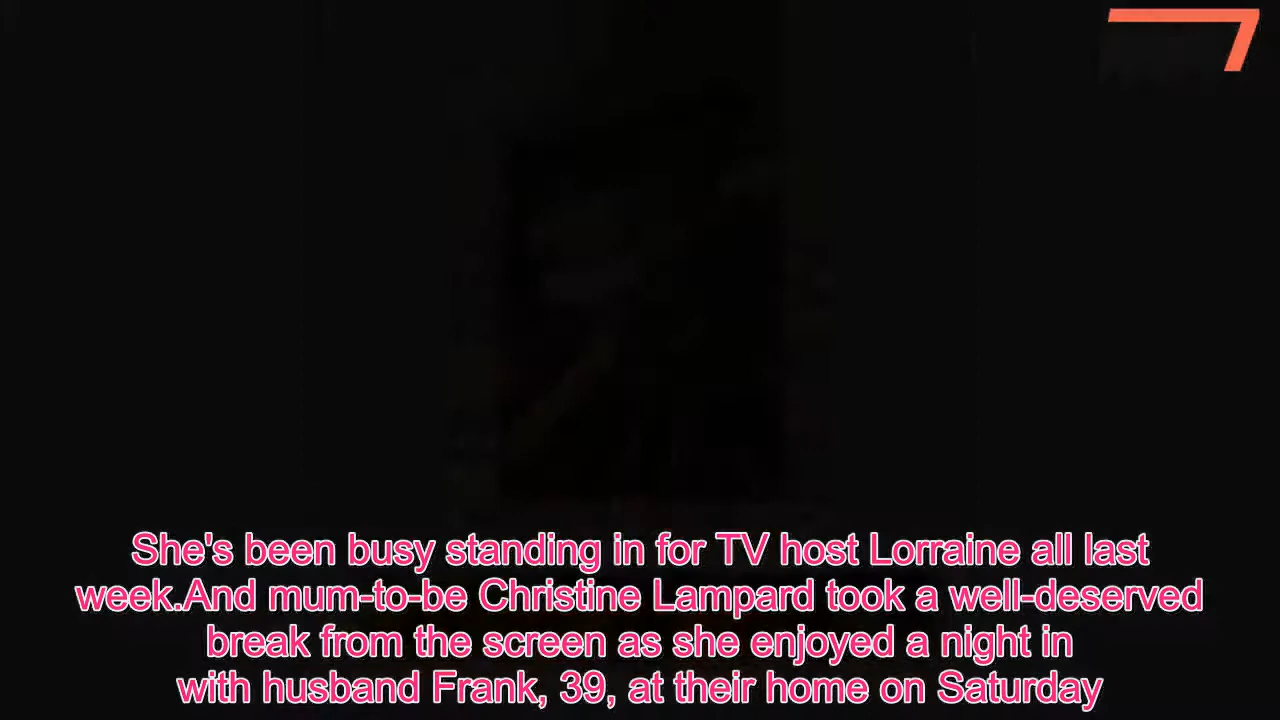 She's been busy standing in for TV host Lorraine all last
week.And mum-to-be Christine Lampard took a well-deserved
break from the screen as she enjoyed a night in
with husband Frank, 39, at their home on Saturday